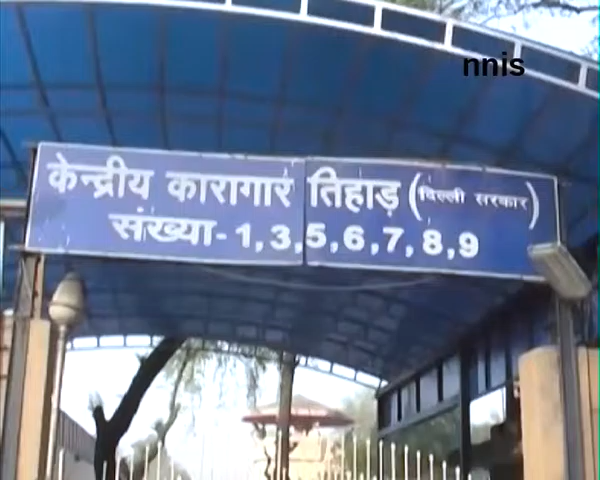 nnis
केन्द्रीय कारागार तिहाड़ (दिल्ली सरकार)
संख्या-1,3,5,6,7,8,9